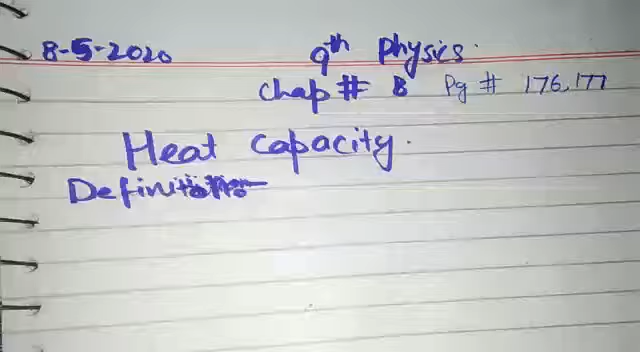 8-5-2020 9th Physics.
Chap # 8 Pg # 176,177
Heat capacity.
Definition